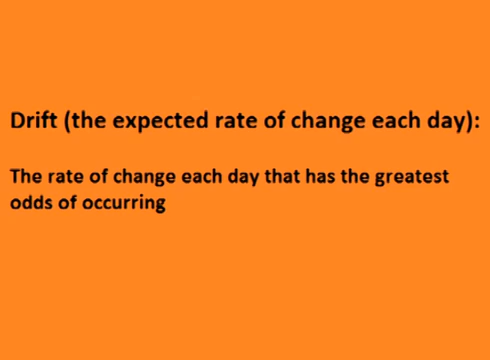 Drift (the expected rate of change each day):
The rate of change each day that has the greatest
odds of occurring